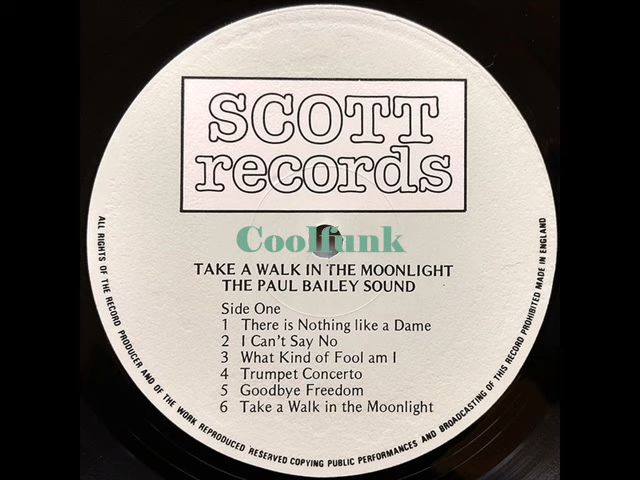 SCOTT
records
Coolfunk
TAKE A WALK IN THE MOONLIGHT
THE PAUL BAILEY SOUND
Side One
1 There is Nothing like a Dame
2 I Can't Say No
3 What Kind of Fool am I
4 Trumpet Concerto
5 Goodbye Freedom
6 Take a Walk in the Moonlight
ALL RIGHTS OF THE RECORD PRODUCER AND OF THE WORK REPRODUCED RESERVED COPYING PUBLIC PERFORMANCES AND BROADCASTING OF THIS RECORD PROHIBITED MADE IN ENGLAND